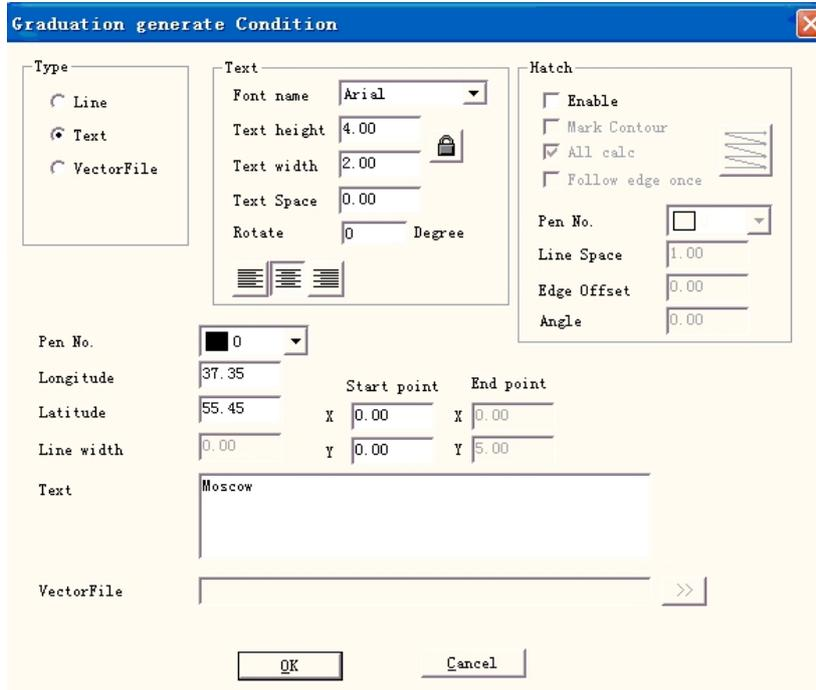 Graduation generate Condition
Type
Line
Text
VectorFile
Text
Font name Arial
Text height 4.00
Text width 2.00
Text Space 0.00
Rotate 0 Degree
Hatch
Enable
Mark Contour
All calc
Follow edge once
Pen No.
Line Space 1.00
Edge Offset 0.00
Angle 0.00
Pen No. 0
Longitude 37.35
Latitude 55.45
Line width 0.00
Start point End point
X 0.00 X 0.00
Y 0.00 Y 5.00
Text Moscow
VectorFile >>
OK Cancel